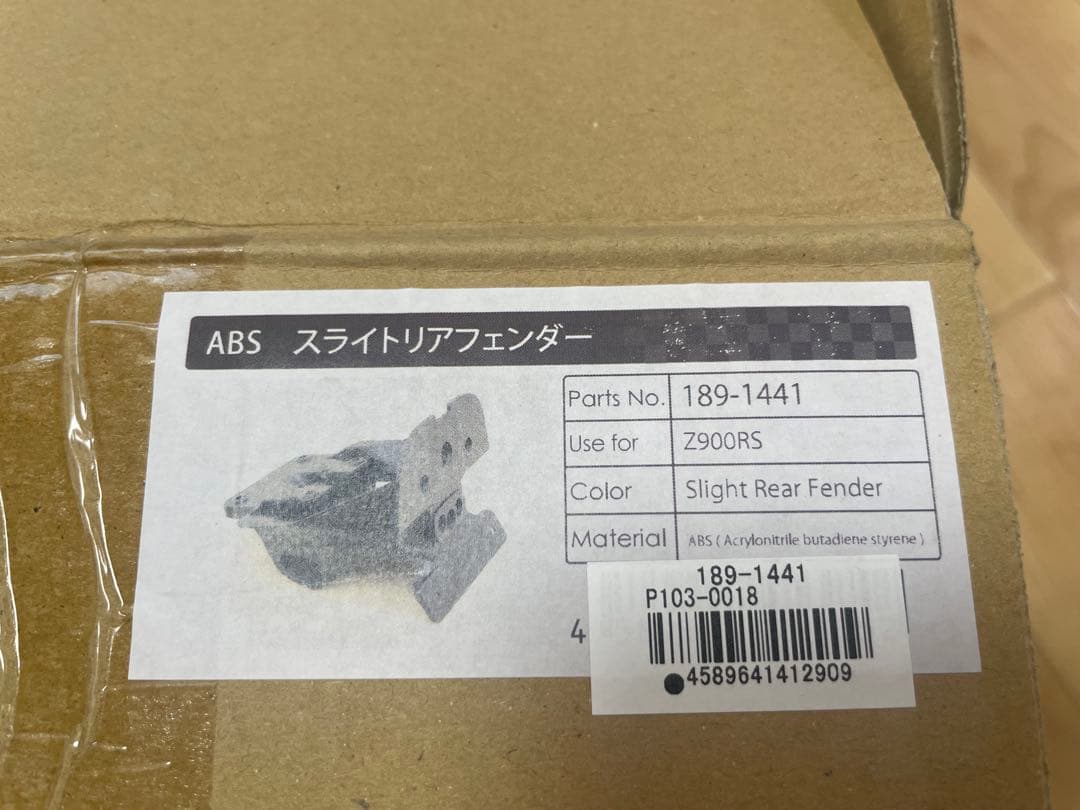 ABS スライトリアフェンダー
Parts No. 189-1441
Use for Z900RS
Color Slight Rear Fender
Material ABS ( Acrylonitrile butadiene styrene )
4
189-1441
P103-0018
4589641412909